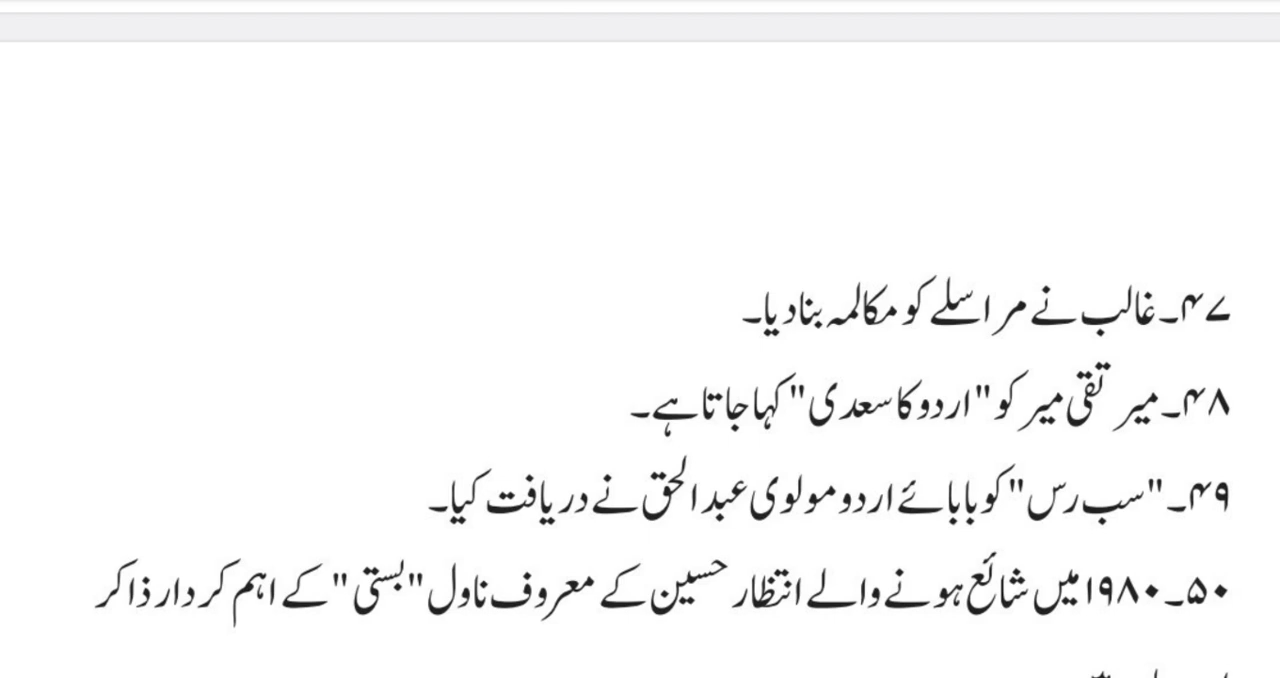 ۴۷۔غالب نے مراسلے کو مکالمہ بنادیا۔
۴۸۔میر تقی میر کو "اردو کا سعدی" کہا جاتا ہے۔
۴۹۔"سب رس" کو بابائے اردو مولوی عبدالحق نے دریافت کیا۔
۵۰۔۱۹۸۰ میں شائع ہونے والے انتظار حسین کے معروف ناول "بستی" کے اہم کردار ذاکر